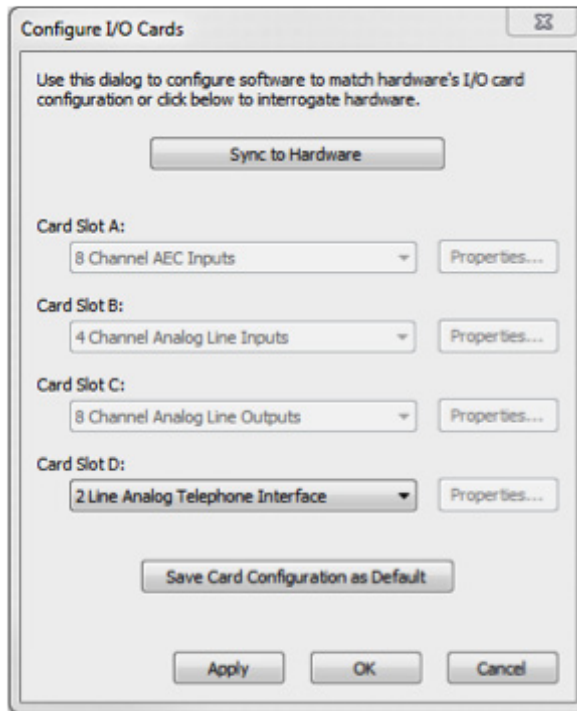 Configure I/O Cards
Use this dialog to configure software to match hardware's I/O card
configuration or click below to interrogate hardware.
Sync to Hardware
Card Slot A:
8 Channel AEC Inputs
Properties...
Card Slot B:
4 Channel Analog Line Inputs
Properties...
Card Slot C:
8 Channel Analog Line Outputs
Properties...
Card Slot D:
2 Line Analog Telephone Interface
Properties...
Save Card Configuration as Default
Apply
OK
Cancel